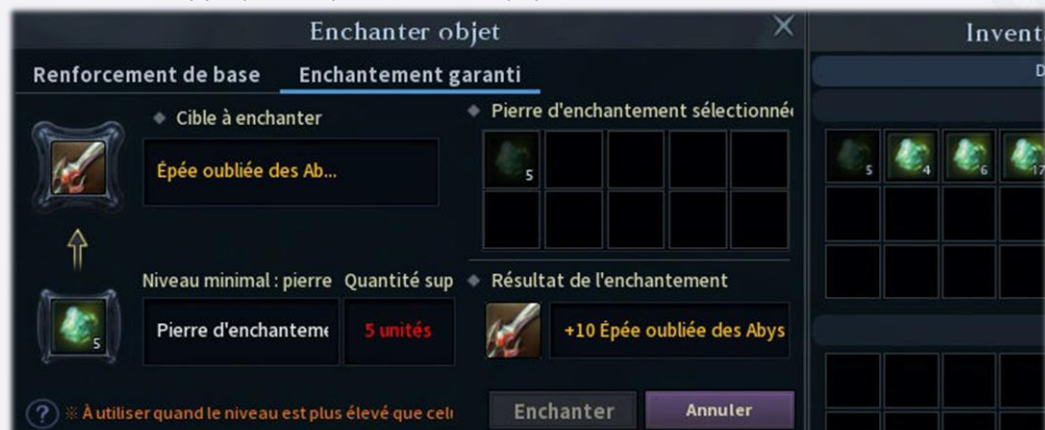 Enchanter objet
Renforcement de base Enchantement garanti
Cible à enchanter
Épée oubliée des Ab...
Niveau minimal : pierre Quantité sup
Pierre d'enchanteme 5 unités
5
※ À utiliser quand le niveau est plus élevé que celu
Pierre d'enchantement sélectionnée
5
Résultat de l'enchantement
+10 Épée oubliée des Abys
Enchanter Annuler
Invent
D
5 4 6 17